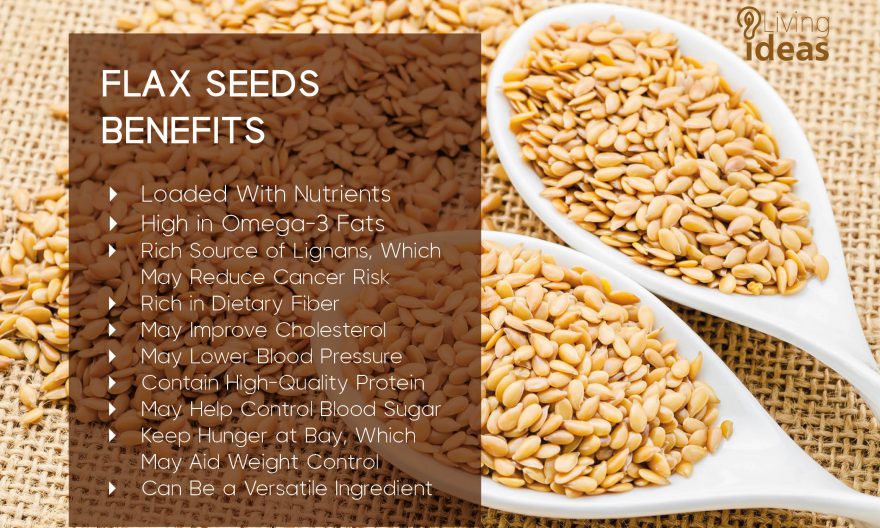 Living
ideas
FLAX SEEDS
BENEFITS
Loaded With Nutrients
High in Omega-3 Fats
Rich Source of Lignans, Which
May Reduce Cancer Risk
Rich in Dietary Fiber
May Improve Cholesterol
May Lower Blood Pressure
Contain High-Quality Protein
May Help Control Blood Sugar
Keep Hunger at Bay, Which
May Aid Weight Control
Can Be a Versatile Ingredient